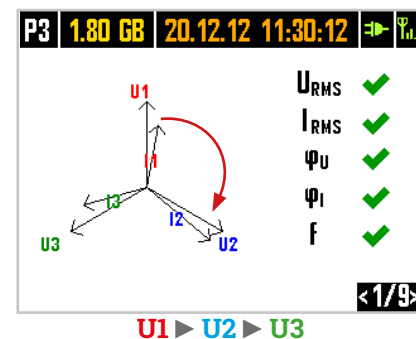 P3 1.80 GB 20.12.12 11:30:12
U1
URMS
I1
IRMS
φU
I3
φI
I2
U3
U2
f
<1/9>
U1 ▶ U2 ▶ U3